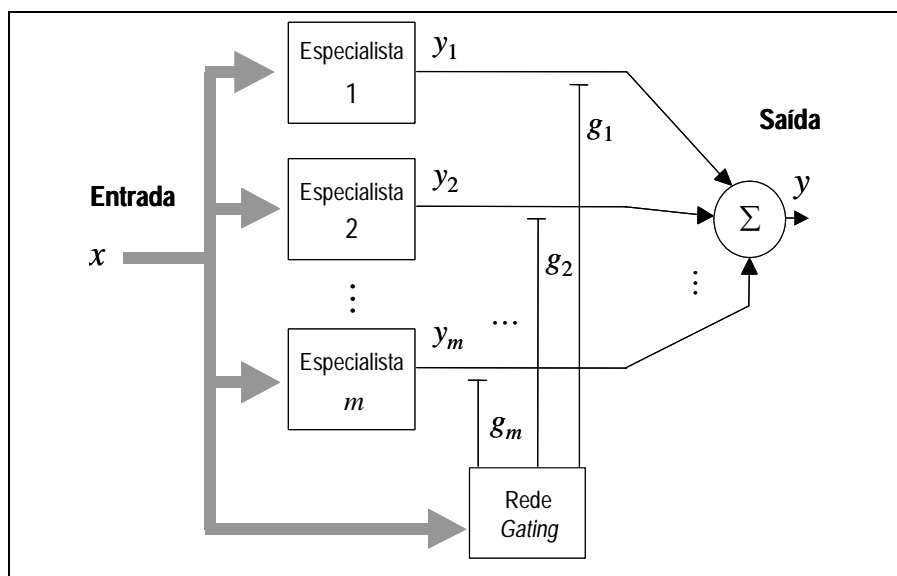 Especialista
1
y1
g1
Saída
Entrada
x
Especialista
2
y2
g2
Σ
y
⋮
⋮
...
Especialista
m
ym
gm
Rede
Gating